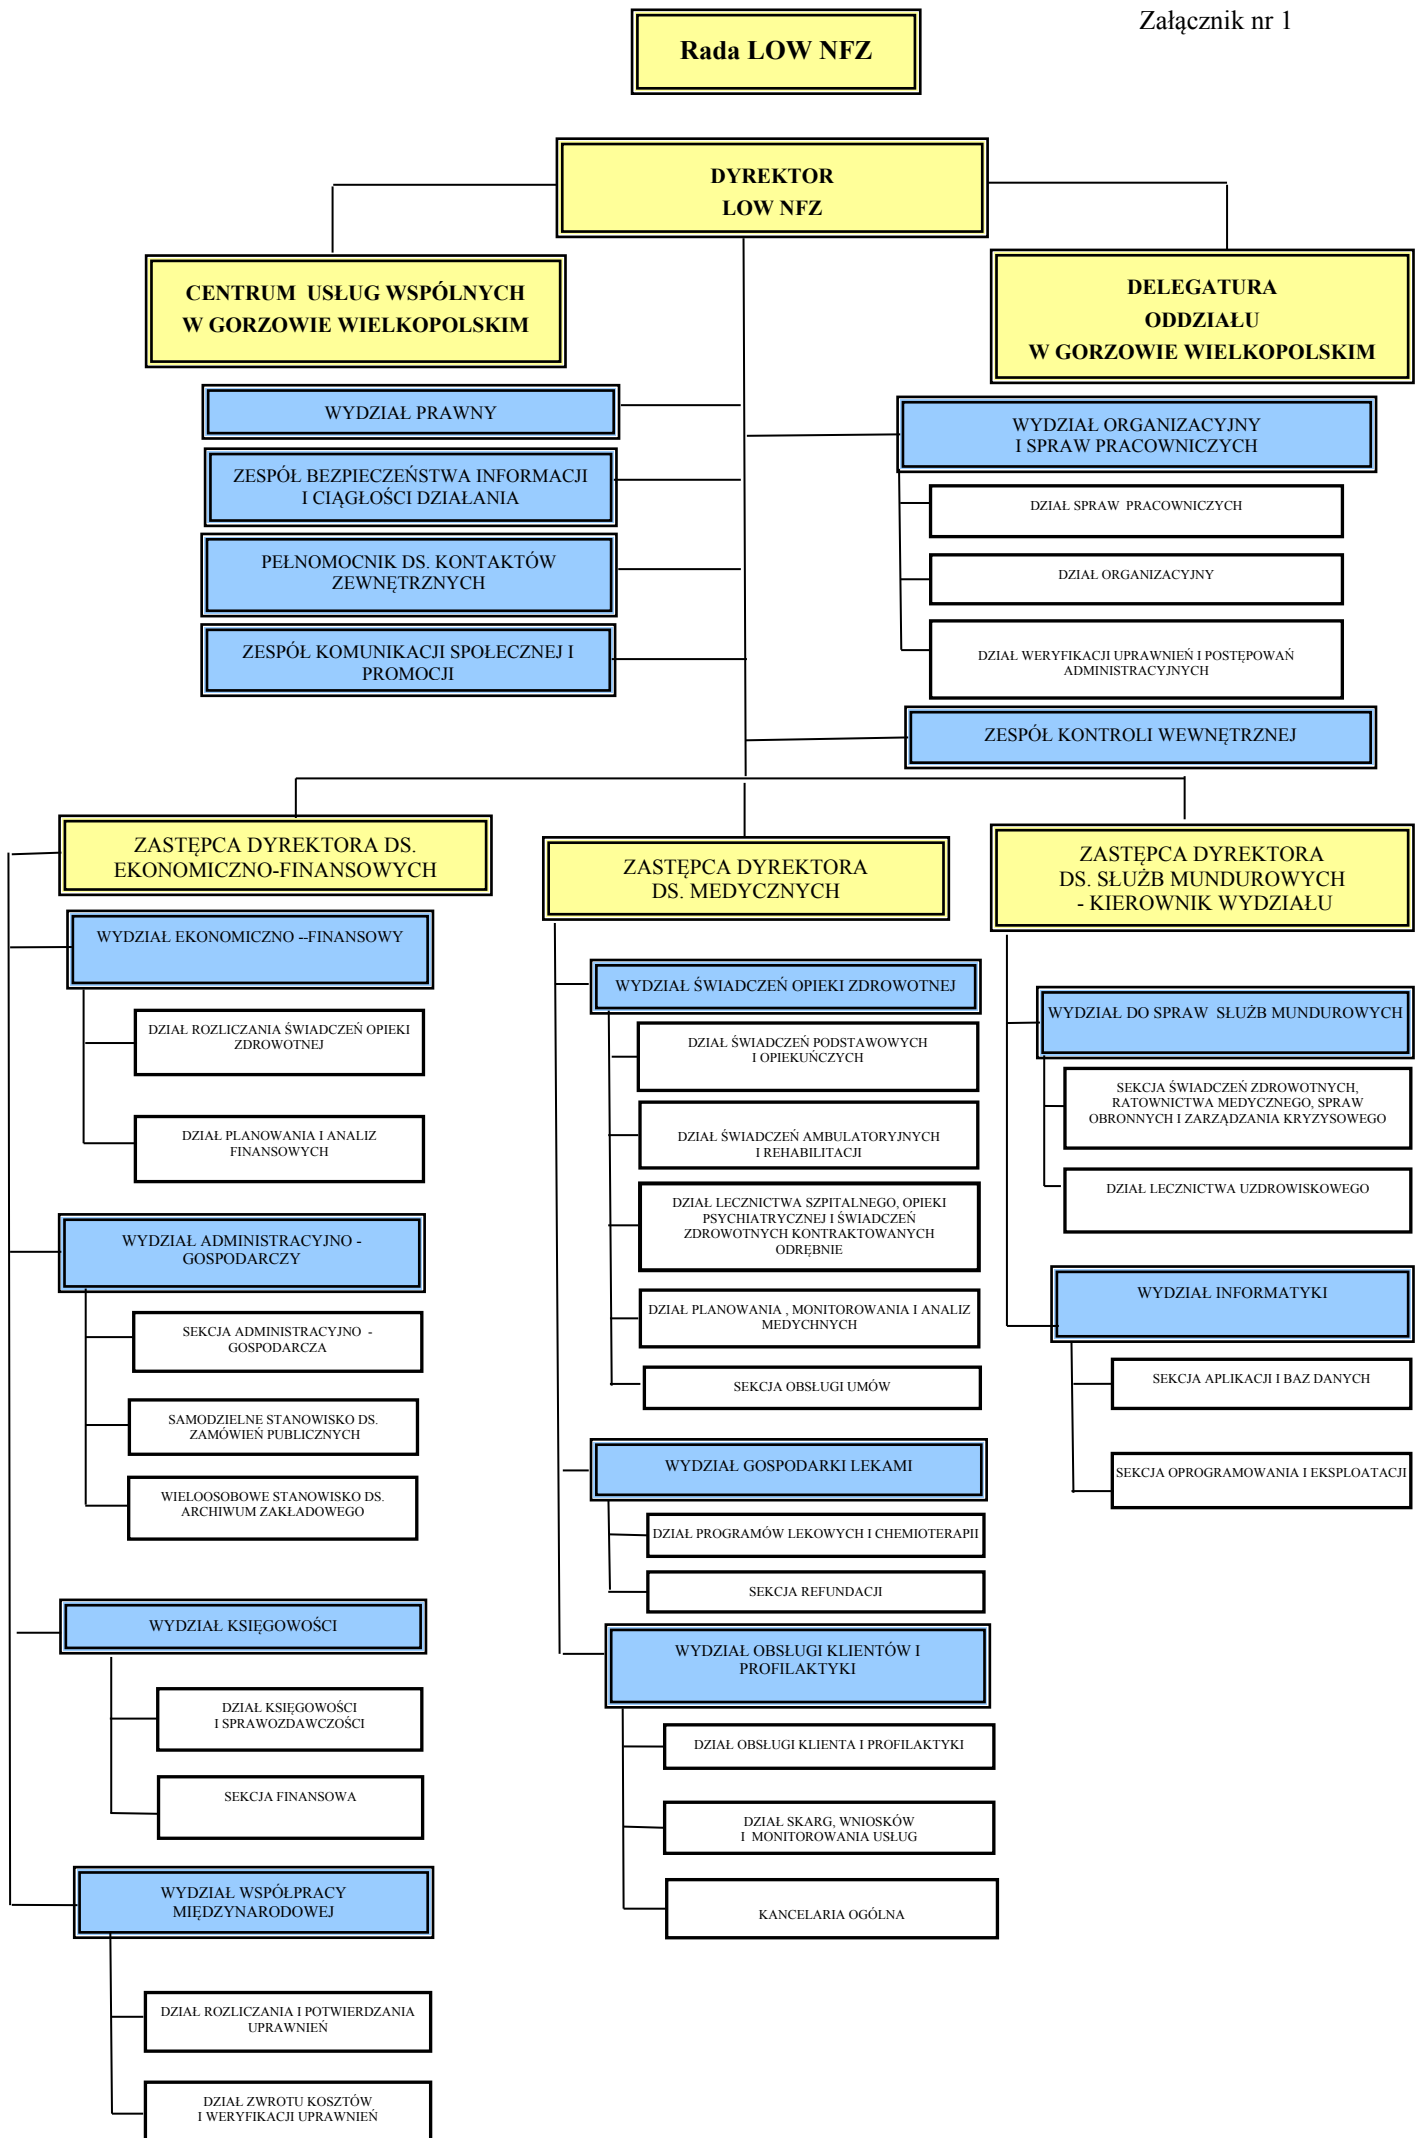 Załącznik nr 1
Rada LOW NFZ
DYREKTOR
LOW NFZ
CENTRUM USŁUG WSPÓLNYCH
W GORZOWIE WIELKOPOLSKIM
DELEGATURA
ODDZIAŁU
W GORZOWIE WIELKOPOLSKIM
WYDZIAŁ PRAWNY
ZESPÓŁ BEZPIECZEŃSTWA INFORMACJI
I CIĄGŁOŚCI DZIAŁANIA
PEŁNOMOCNIK DS. KONTAKTÓW
ZEWNĘTRZNYCH
ZESPÓŁ KOMUNIKACJI SPOŁECZNEJ I
PROMOCJI
WYDZIAŁ ORGANIZACYJNY
I SPRAW PRACOWNICZYCH
DZIAŁ SPRAW PRACOWNICZYCH
DZIAŁ ORGANIZACYJNY
DZIAŁ WERYFIKACJI UPRAWNIEŃ I POSTĘPOWAŃ
ADMINISTRACYJNYCH
ZESPÓŁ KONTROLI WEWNĘTRZNEJ
ZASTĘPCA DYREKTORA DS.
EKONOMICZNO-FINANSOWYCH
WYDZIAŁ EKONOMICZNO --FINANSOWY
DZIAŁ ROZLICZANIA ŚWIADCZEŃ OPIEKI
ZDROWOTNEJ
DZIAŁ PLANOWANIA I ANALIZ
FINANSOWYCH
WYDZIAŁ ADMINISTRACYJNO -
GOSPODARCZY
SEKCJA ADMINISTRACYJNO -
GOSPODARCZA
SAMODZIELNE STANOWISKO DS.
ZAMÓWIEŃ PUBLICZNYCH
WIELOOSOBOWE STANOWISKO DS.
ARCHIWUM ZAKŁADOWEGO
WYDZIAŁ KSIĘGOWOŚCI
DZIAŁ KSIĘGOWOŚCI
I SPRAWOZDAWCZOŚCI
SEKCJA FINANSOWA
WYDZIAŁ WSPÓŁPRACY
MIĘDZYNARODOWEJ
DZIAŁ ROZLICZANIA I POTWIERDZANIA
UPRAWNIEŃ
DZIAŁ ZWROTU KOSZTÓW
I WERYFIKACJI UPRAWNIEŃ
ZASTĘPCA DYREKTORA
DS. MEDYCZNYCH
WYDZIAŁ ŚWIADCZEŃ OPIEKI ZDROWOTNEJ
DZIAŁ ŚWIADCZEŃ PODSTAWOWYCH
I OPIEKUŃCZYCH
DZIAŁ ŚWIADCZEŃ AMBULATORYJNYCH
I REHABILITACJI
DZIAŁ LECZNICTWA SZPITALNEGO, OPIEKI
PSYCHIATRYCZNEJ I ŚWIADCZEŃ
ZDROWOTNYCH KONTRAKTOWANYCH
ODRĘBNIE
DZIAŁ PLANOWANIA , MONITOROWANIA I ANALIZ
MEDYCHNYCH
SEKCJA OBSŁUGI UMÓW
WYDZIAŁ GOSPODARKI LEKAMI
DZIAŁ PROGRAMÓW LEKOWYCH I CHEMIOTERAPII
SEKCJA REFUNDACJI
WYDZIAŁ OBSŁUGI KLIENTÓW I
PROFILAKTYKI
DZIAŁ OBSŁUGI KLIENTA I PROFILAKTYKI
DZIAŁ SKARG, WNIOSKÓW
I MONITOROWANIA USŁUG
KANCELARIA OGÓLNA
ZASTĘPCA DYREKTORA
DS. SŁUŻB MUNDUROWYCH
- KIEROWNIK WYDZIAŁU
WYDZIAŁ DO SPRAW SŁUŻB MUNDUROWYCH
SEKCJA ŚWIADCZEŃ ZDROWOTNYCH,
RATOWNICTWA MEDYCZNEGO, SPRAW
OBRONNYCH I ZARZĄDZANIA KRYZYSOWEGO
DZIAŁ LECZNICTWA UZDROWISKOWEGO
WYDZIAŁ INFORMATYKI
SEKCJA APLIKACJI I BAZ DANYCH
SEKCJA OPROGRAMOWANIA I EKSPLOATACJI